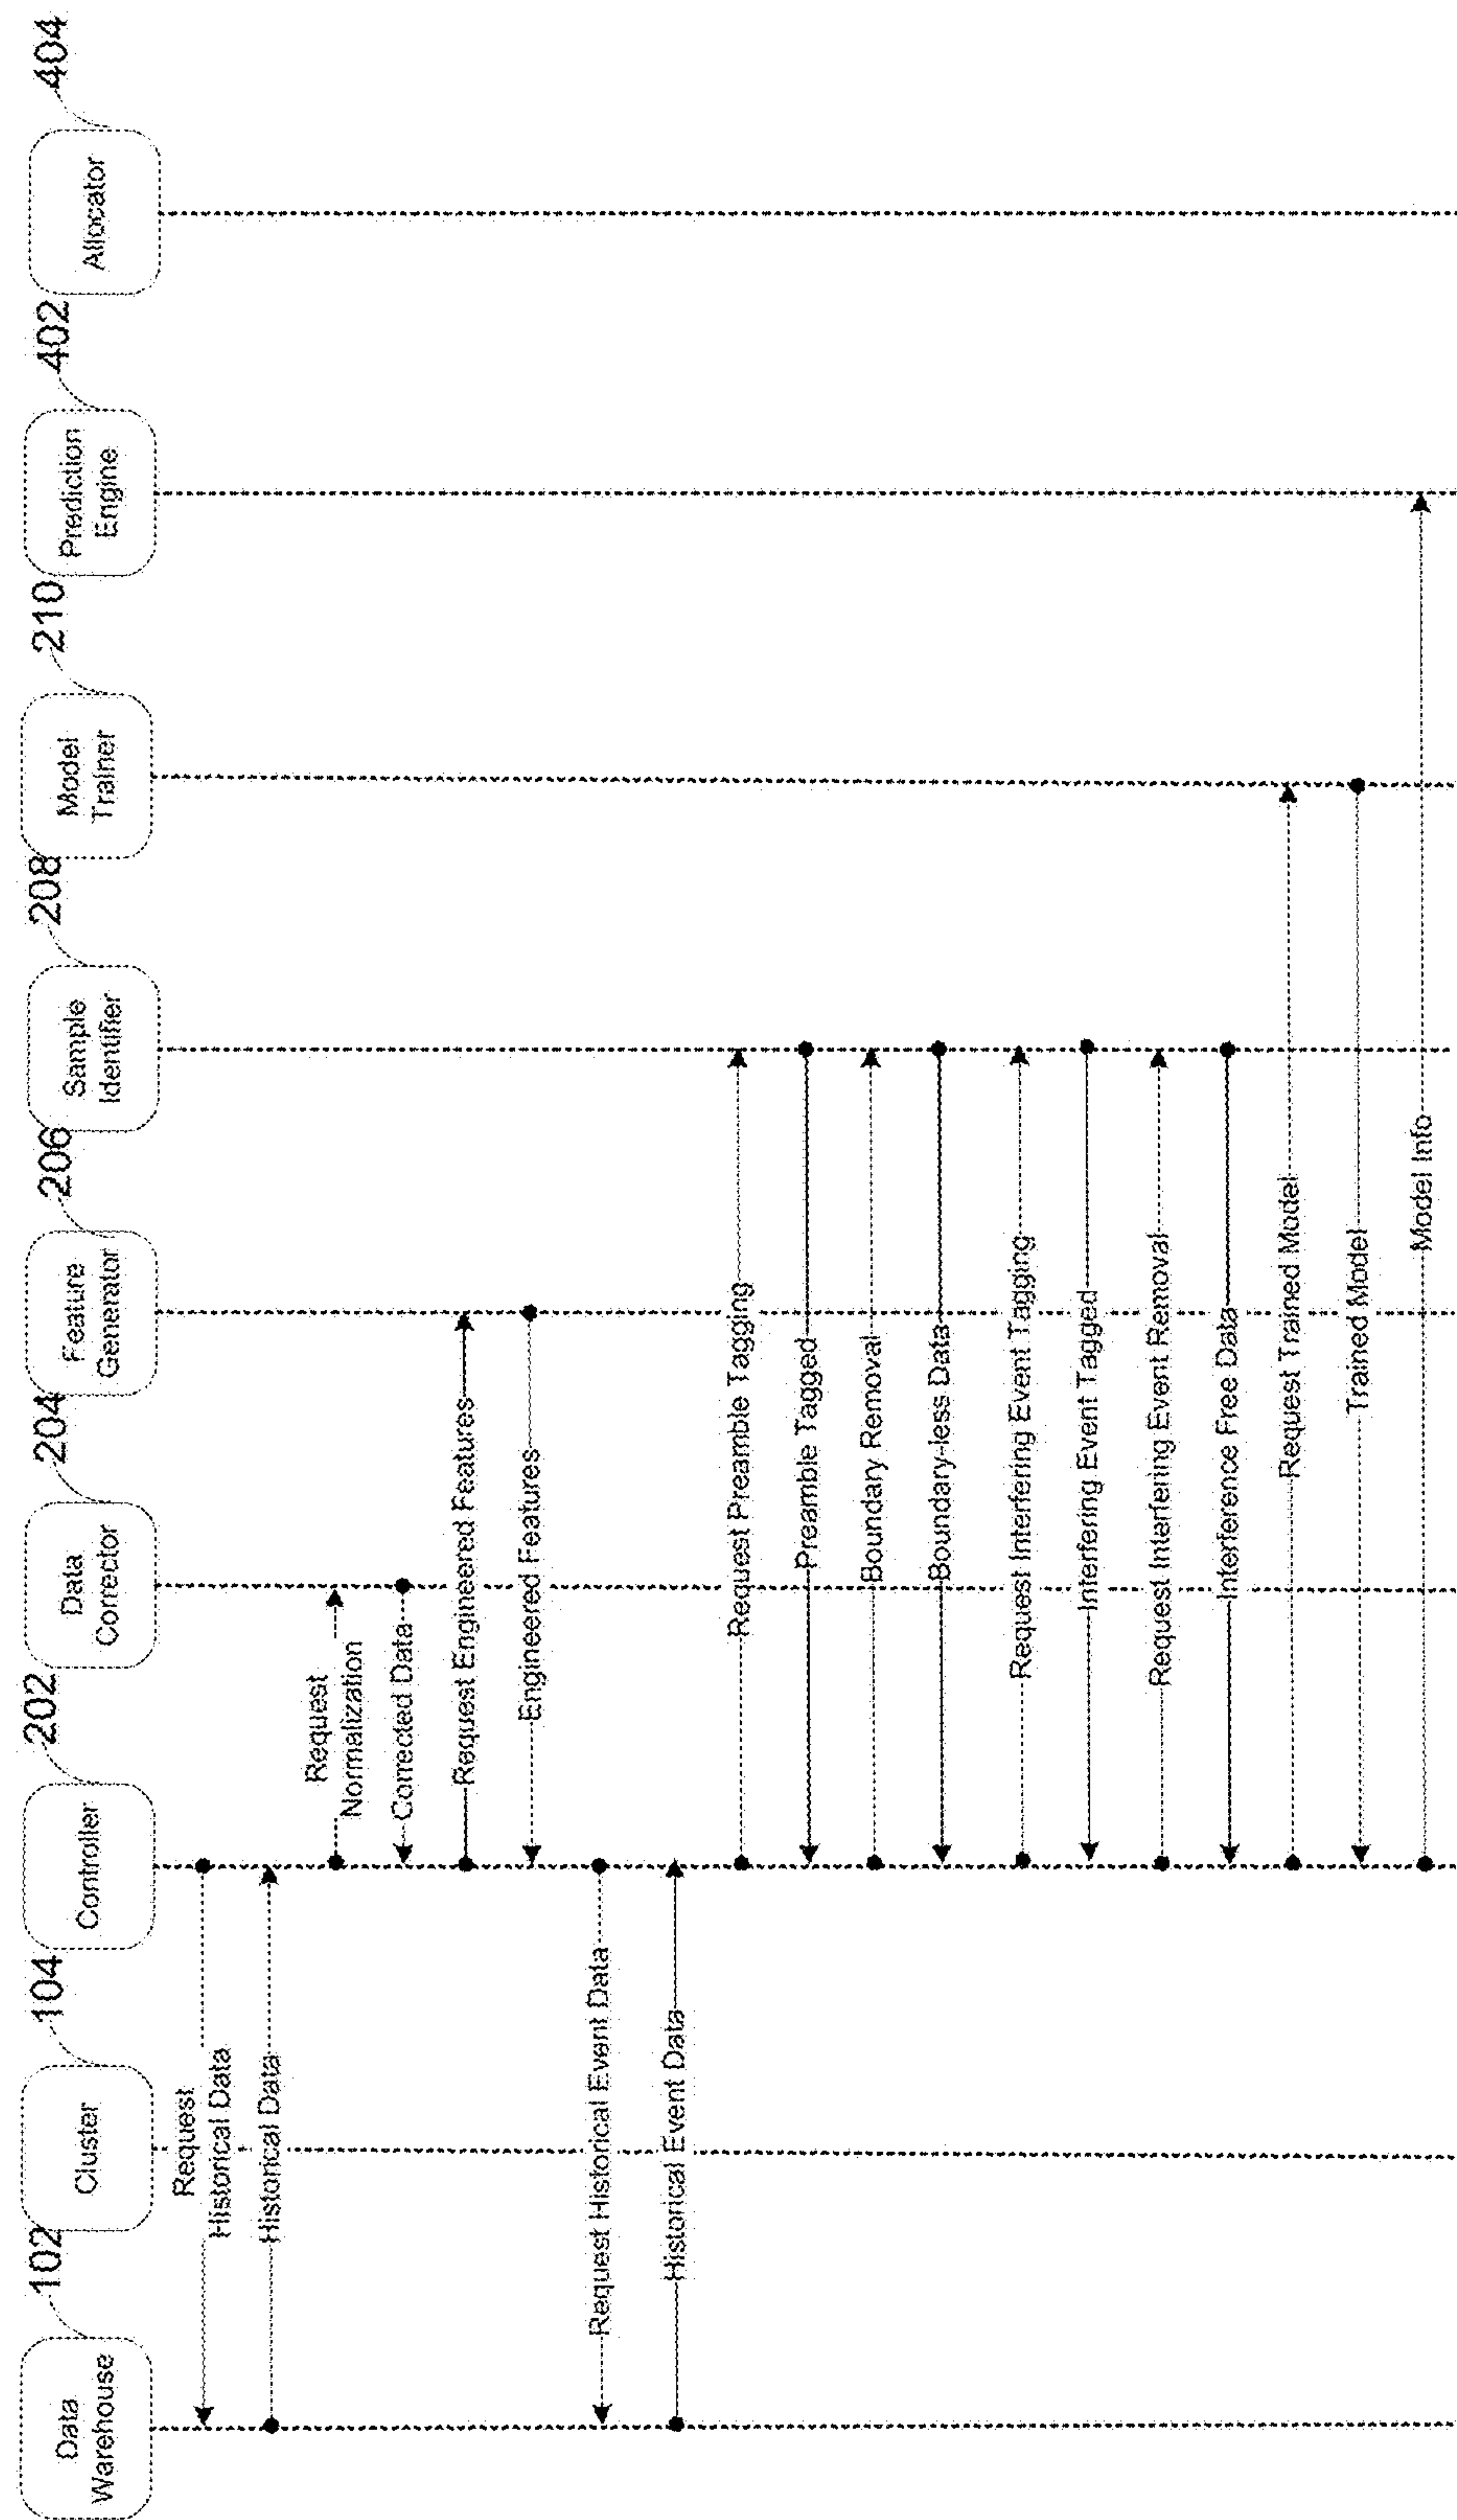 102
104
202
204
206
208
210
402
404
Data
Warehouse
Cluster
Controller
Data
Corrector
Feature
Generator
Sample
Identifier
Model
Trainer
Prediction
Engine
Allocator
Request
Historical Data
Historical Data
Request
Normalization
Corrected Data
Request Engineered Features
Engineered Features
Request Historical Event Data
Historical Event Data
Request Preamble Tagging
Preamble Tagged
Boundary Removal
Boundary-less Data
Request Interfering Event Tagging
Interfering Event Tagged
Request Interfering Event Removal
Interference Free Data
Request Trained Model
Trained Model
Model Info